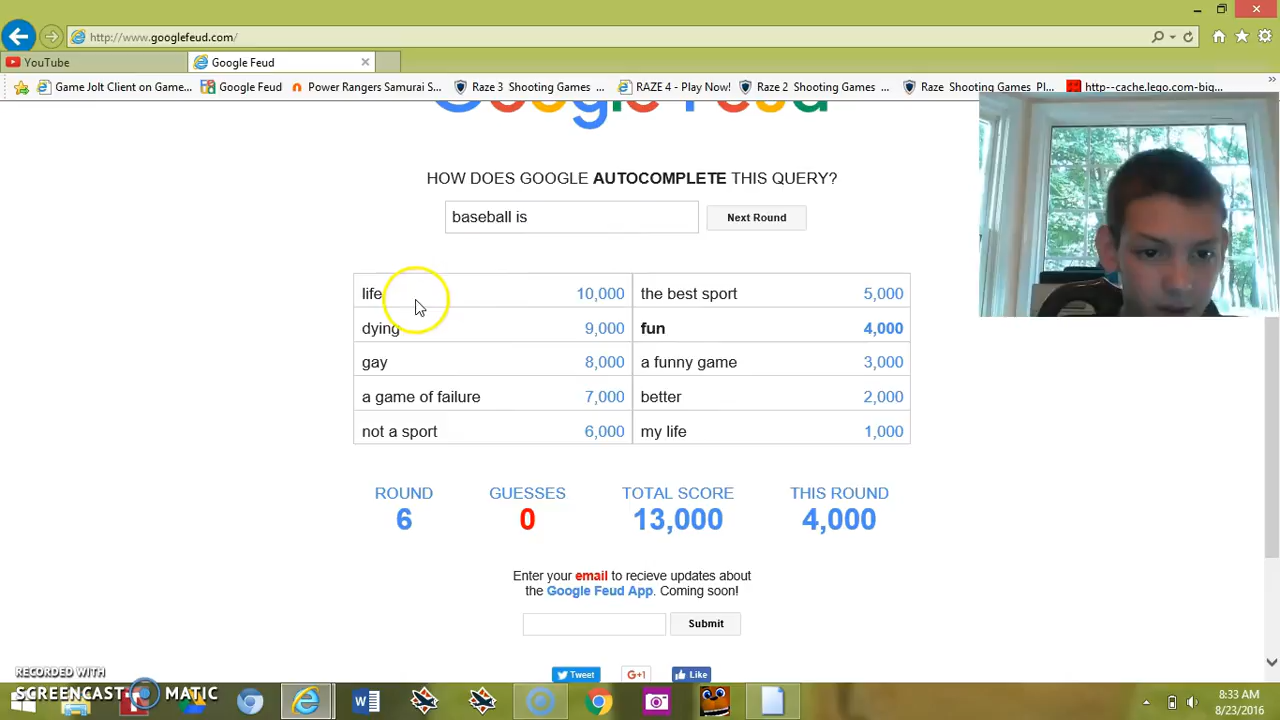 http://www.googlefeud.com/
YouTube
Google Feud
Game Jolt Client on Game...
Google Feud
Power Rangers Samurai S...
Raze 3 Shooting Games ...
RAZE 4 - Play Now!
Raze 2 Shooting Games ...
Raze Shooting Games Pl...
http--cache.lego.com-big...
Google Feud
HOW DOES GOOGLE AUTOCOMPLETE THIS QUERY?
baseball is
Next Round
life 10,000 the best sport 5,000
dying 9,000 fun 4,000
gay 8,000 a funny game 3,000
a game of failure 7,000 better 2,000
not a sport 6,000 my life 1,000
ROUND GUESSES TOTAL SCORE THIS ROUND
6 0 13,000 4,000
Enter your email to recieve updates about
the Google Feud App. Coming soon!
Submit
Tweet
G+1
Like
RECORDED WITH
SCREENCAST MATIC
8:33 AM
8/23/2016